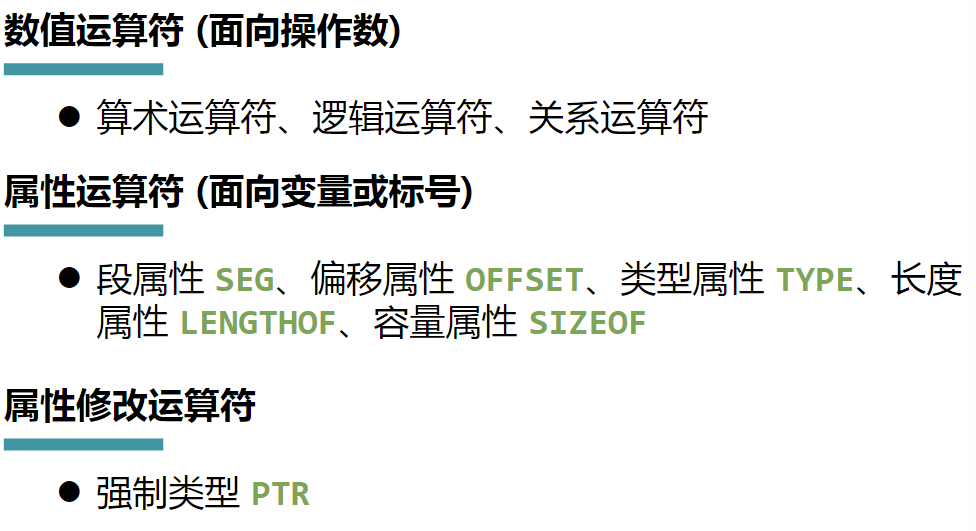 数值运算符 (面向操作数)
● 算术运算符、逻辑运算符、关系运算符
属性运算符 (面向变量或标号)
● 段属性 SEG、偏移属性 OFFSET、类型属性 TYPE、长度
属性 LENGTHOF、容量属性 SIZEOF
属性修改运算符
● 强制类型 PTR